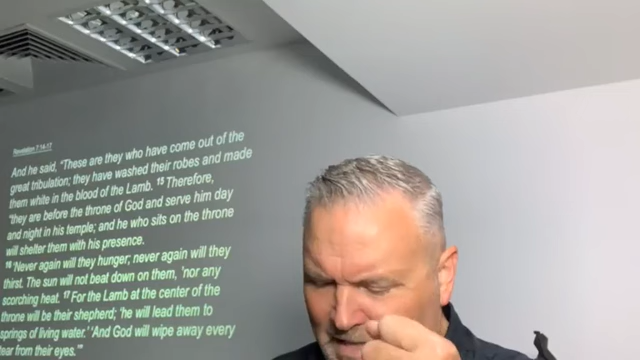 Revelation 7:14-17
And he said, "These are they who have come out of the
great tribulation; they have washed their robes and made
them white in the blood of the Lamb. 15 Therefore,
"they are before the throne of God and serve him day
and night in his temple; and he who sits on the throne
will shelter them with his presence.
16 'Never again will they hunger; never again will they
thirst. The sun will not beat down on them, 'nor any
scorching heat. 17 For the Lamb at the center of the
throne will be their shepherd; 'he will lead them to
springs of living water.' 'And God will wipe away every
tear from their eyes.'"